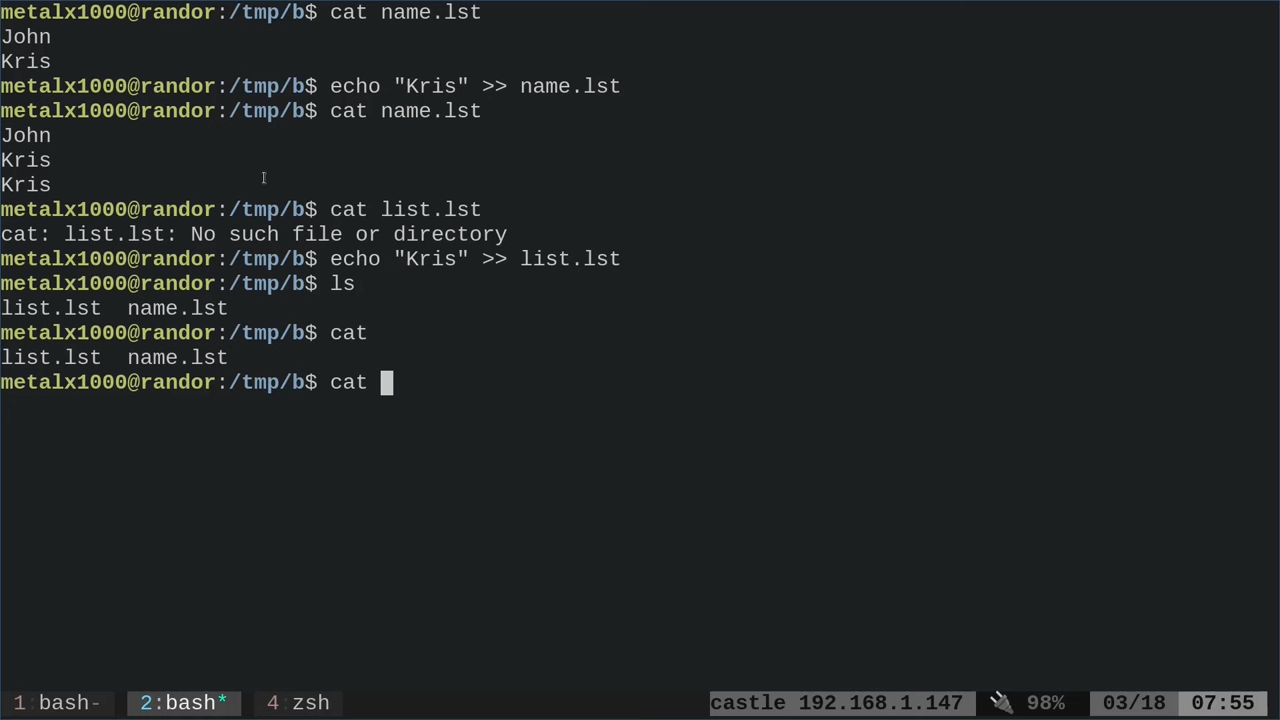 metalx1000@randor:/tmp/b$ cat name.lst
John
Kris
metalx1000@randor:/tmp/b$ echo "Kris" >> name.lst
metalx1000@randor:/tmp/b$ cat name.lst
John
Kris
Kris
metalx1000@randor:/tmp/b$ cat list.lst
cat: list.lst: No such file or directory
metalx1000@randor:/tmp/b$ echo "Kris" >> list.lst
metalx1000@randor:/tmp/b$ ls
list.lst  name.lst
metalx1000@randor:/tmp/b$ cat
list.lst  name.lst
metalx1000@randor:/tmp/b$ cat
1:bash- 2:bash* 4:zsh castle 192.168.1.147 98% 03/18 07:55